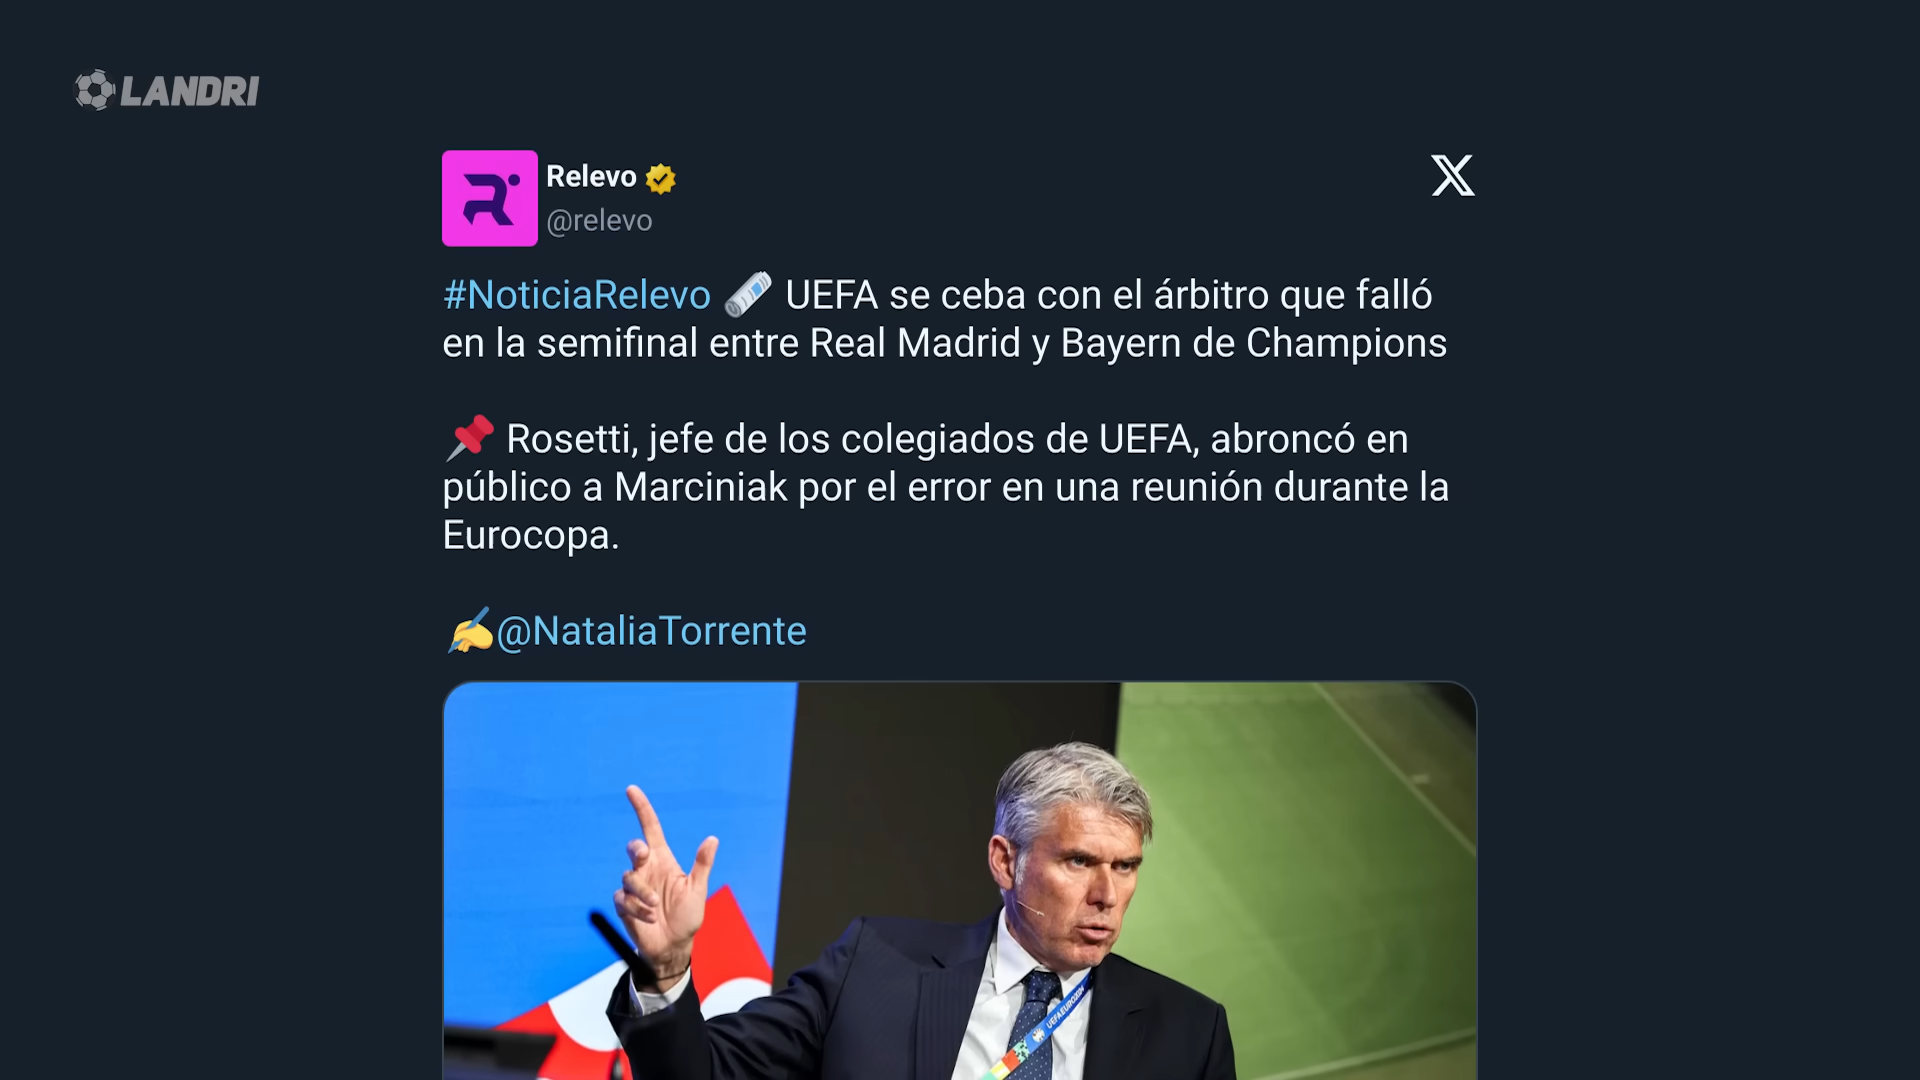 LANDRI
Relevo
@relevo
#NoticiaRelevo 🗞️ UEFA se ceba con el árbitro que falló
en la semifinal entre Real Madrid y Bayern de Champions
📌 Rosetti, jefe de los colegiados de UEFA, abroncó en
público a Marciniak por el error en una reunión durante la
Eurocopa.
✍️@NataliaTorrente
UEFA EURO2024